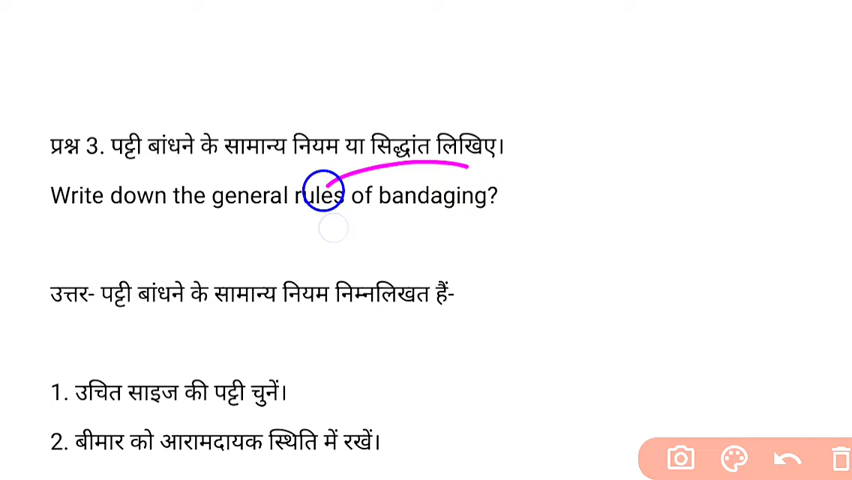 प्रश्न 3. पट्टी बांधने के सामान्य नियम या सिद्धांत लिखिए।
Write down the general rules of bandaging?
उत्तर- पट्टी बांधने के सामान्य नियम निम्नलिखत हैं-
1. उचित साइज की पट्टी चुनें।
2. बीमार को आरामदायक स्थिति में रखें।